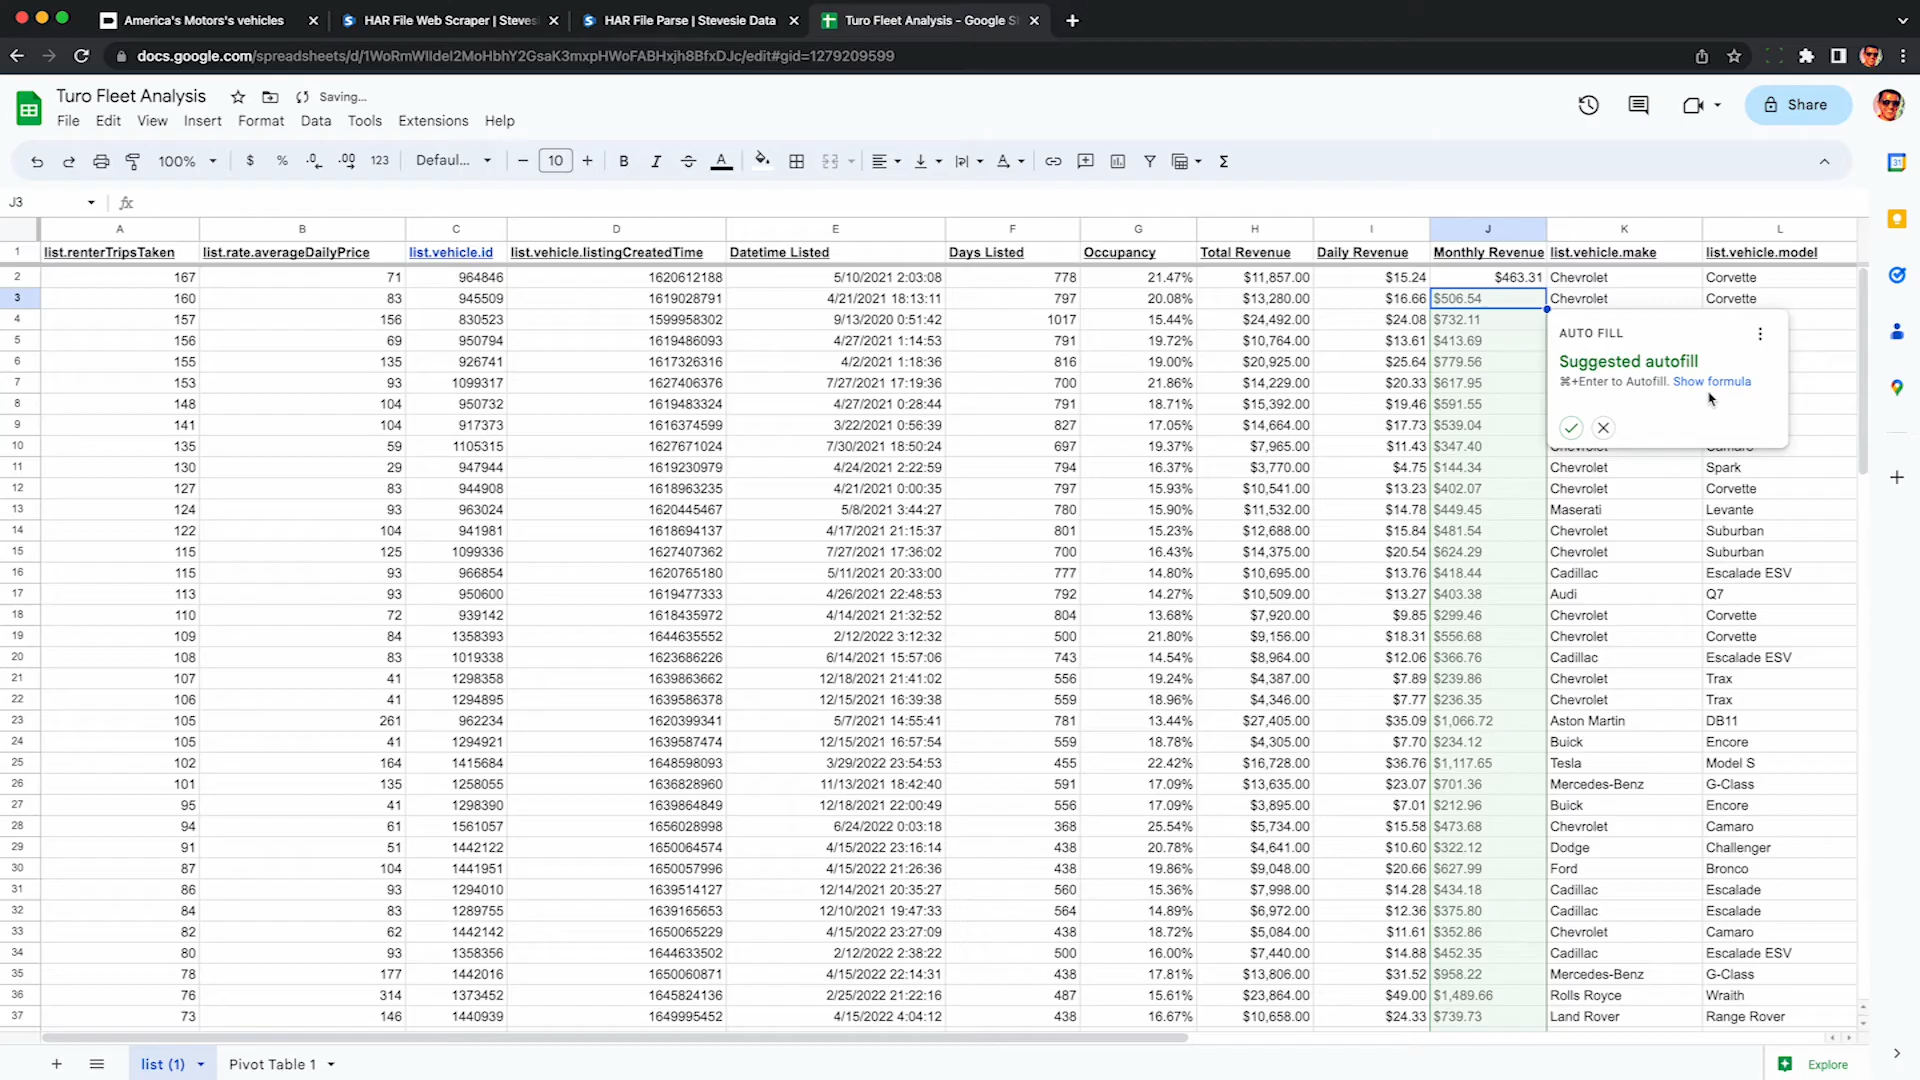 America's Motors's vehicles
HAR File Web Scraper | Steves
HAR File Parse | Stevesie Data
Turo Fleet Analysis - Google S
docs.google.com/spreadsheets/d/1WoRmWlIdeI2MoHbhY2GsaK3mxpHWoFABHxjh8BfxDJc/edit#gid=1279209599
Turo Fleet Analysis Saving...
File Edit View Insert Format Data Tools Extensions Help
Share
100% $ % .0 .00 123 Defaul... 10 B I S A Σ
J3 fx
A B C D E F G H I J K L
1 list.renterTripsTaken list.rate.averageDailyPrice list.vehicle.id list.vehicle.listingCreatedTime Datetime Listed Days Listed Occupancy Total Revenue Daily Revenue Monthly Revenue list.vehicle.make list.vehicle.model
2 167 71 964846 1620612188 5/10/2021 2:03:08 778 21.47% $11,857.00 $15.24 $463.31 Chevrolet Corvette
3 160 83 945509 1619028791 4/21/2021 18:13:11 797 20.08% $13,280.00 $16.66 $506.54 Chevrolet Corvette
4 157 156 830523 1599958302 9/13/2020 0:51:42 1017 15.44% $24,492.00 $24.08 $732.11
5 156 69 950794 1619486093 4/27/2021 1:14:53 791 19.72% $10,764.00 $13.61 $413.69
6 155 135 926741 1617326316 4/2/2021 1:18:36 816 19.00% $20,925.00 $25.64 $779.56
7 153 93 1099317 1627406376 7/27/2021 17:19:36 700 21.86% $14,229.00 $20.33 $617.95
8 148 104 950732 1619483324 4/27/2021 0:28:44 791 18.71% $15,392.00 $19.46 $591.55
9 141 104 917373 1616374599 3/22/2021 0:56:39 827 17.05% $14,664.00 $17.73 $539.04
10 135 59 1105315 1627671024 7/30/2021 18:50:24 697 19.37% $7,965.00 $11.43 $347.40
11 130 29 947944 1619230979 4/24/2021 2:22:59 794 16.37% $3,770.00 $4.75 $144.34 Chevrolet Spark
12 127 83 944908 1618963235 4/21/2021 0:00:35 797 15.93% $10,541.00 $13.23 $402.07 Chevrolet Corvette
13 124 93 963024 1620445467 5/8/2021 3:44:27 780 15.90% $11,532.00 $14.78 $449.45 Maserati Levante
14 122 104 941981 1618694137 4/17/2021 21:15:37 801 15.23% $12,688.00 $15.84 $481.54 Chevrolet Suburban
15 115 125 1099336 1627407362 7/27/2021 17:36:02 700 16.43% $14,375.00 $20.54 $624.29 Chevrolet Suburban
16 115 93 966854 1620765180 5/11/2021 20:33:00 777 14.80% $10,695.00 $13.76 $418.44 Cadillac Escalade ESV
17 113 93 950600 1619477333 4/26/2021 22:48:53 792 14.27% $10,509.00 $13.27 $403.38 Audi Q7
18 110 72 939142 1618435972 4/14/2021 21:32:52 804 13.68% $7,920.00 $9.85 $299.46 Chevrolet Corvette
19 109 84 1358393 1644635552 2/12/2022 3:12:32 500 21.80% $9,156.00 $18.31 $556.68 Chevrolet Corvette
20 108 83 1019338 1623686226 6/14/2021 15:57:06 743 14.54% $8,964.00 $12.06 $366.76 Cadillac Escalade ESV
21 107 41 1298358 1639863662 12/18/2021 21:41:02 556 19.24% $4,387.00 $7.89 $239.86 Chevrolet Trax
22 106 41 1294895 1639586378 12/15/2021 16:39:38 559 18.96% $4,346.00 $7.77 $236.35 Chevrolet Trax
23 105 261 962234 1620399341 5/7/2021 14:55:41 781 13.44% $27,405.00 $35.09 $1,066.72 Aston Martin DB11
24 105 41 1294921 1639587474 12/15/2021 16:57:54 559 18.78% $4,305.00 $7.70 $234.12 Buick Encore
25 102 164 1415684 1648598093 3/29/2022 23:54:53 455 22.42% $16,728.00 $36.76 $1,117.65 Tesla Model S
26 101 135 1258055 1636828960 11/13/2021 18:42:40 591 17.09% $13,635.00 $23.07 $701.36 Mercedes-Benz G-Class
27 95 41 1298390 1639864849 12/18/2021 22:00:49 556 17.09% $3,895.00 $7.01 $212.96 Buick Encore
28 94 61 1561057 1656028998 6/24/2022 0:03:18 368 25.54% $5,734.00 $15.58 $473.68 Chevrolet Camaro
29 91 51 1442122 1650064574 4/15/2022 23:16:14 438 20.78% $4,641.00 $10.60 $322.12 Dodge Challenger
30 87 104 1441951 1650057996 4/15/2022 21:26:36 438 19.86% $9,048.00 $20.66 $627.99 Ford Bronco
31 86 93 1294010 1639514127 12/14/2021 20:35:27 560 15.36% $7,998.00 $14.28 $434.18 Cadillac Escalade
32 84 83 1289755 1639165653 12/10/2021 19:47:33 564 14.89% $6,972.00 $12.36 $375.80 Cadillac Escalade
33 82 62 1442142 1650065229 4/15/2022 23:27:09 438 18.72% $5,084.00 $11.61 $352.86 Chevrolet Camaro
34 80 93 1358356 1644633502 2/12/2022 2:38:22 500 16.00% $7,440.00 $14.88 $452.35 Cadillac Escalade ESV
35 78 177 1442016 1650060871 4/15/2022 22:14:31 438 17.81% $13,806.00 $31.52 $958.22 Mercedes-Benz G-Class
36 76 314 1373452 1645824136 2/25/2022 21:22:16 487 15.61% $23,864.00 $49.00 $1,489.66 Rolls Royce Wraith
37 73 146 1440939 1649995452 4/15/2022 4:04:12 438 16.67% $10,658.00 $24.33 $739.73 Land Rover Range Rover
AUTO FILL
Suggested autofill
⌘+Enter to Autofill. Show formula
list (1) Pivot Table 1 Explore